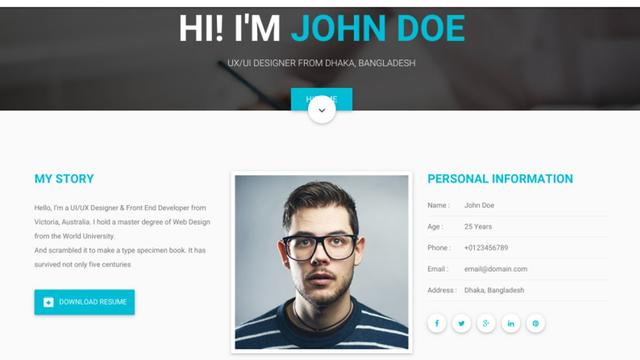 HI! I'M JOHN DOE
UX/UI DESIGNER FROM DHAKA, BANGLADESH
MY STORY
Hello, I'm a UI/UX Designer & Front End Developer from
Victoria, Australia. I hold a master degree of Web Design
from the World University.
And scrambled it to make a type specimen book. It has
survived not only five centuries
DOWNLOAD RESUME
PERSONAL INFORMATION
Name : John Doe
Age : 25 Years
Phone : +0123456789
Email : email@domain.com
Address : Dhaka, Bangladesh